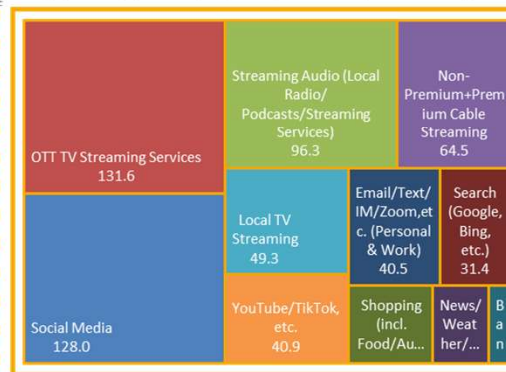 OTT TV Streaming Services
131.6
Social Media
128.0
Streaming Audio (Local
Radio/
Podcasts/Streaming
Services)
96.3
Non-
Premium+Prem
ium Cable
Streaming
64.5
Local TV
Streaming
49.3
Email/Text/
IM/Zoom,et
c. (Personal
& Work)
40.5
Search
(Google,
Bing,
etc.)
31.4
YouTube/TikTok,
etc.
40.9
Shopping
(incl.
Food/Au...
News/
Weat
her/...
B
a
n